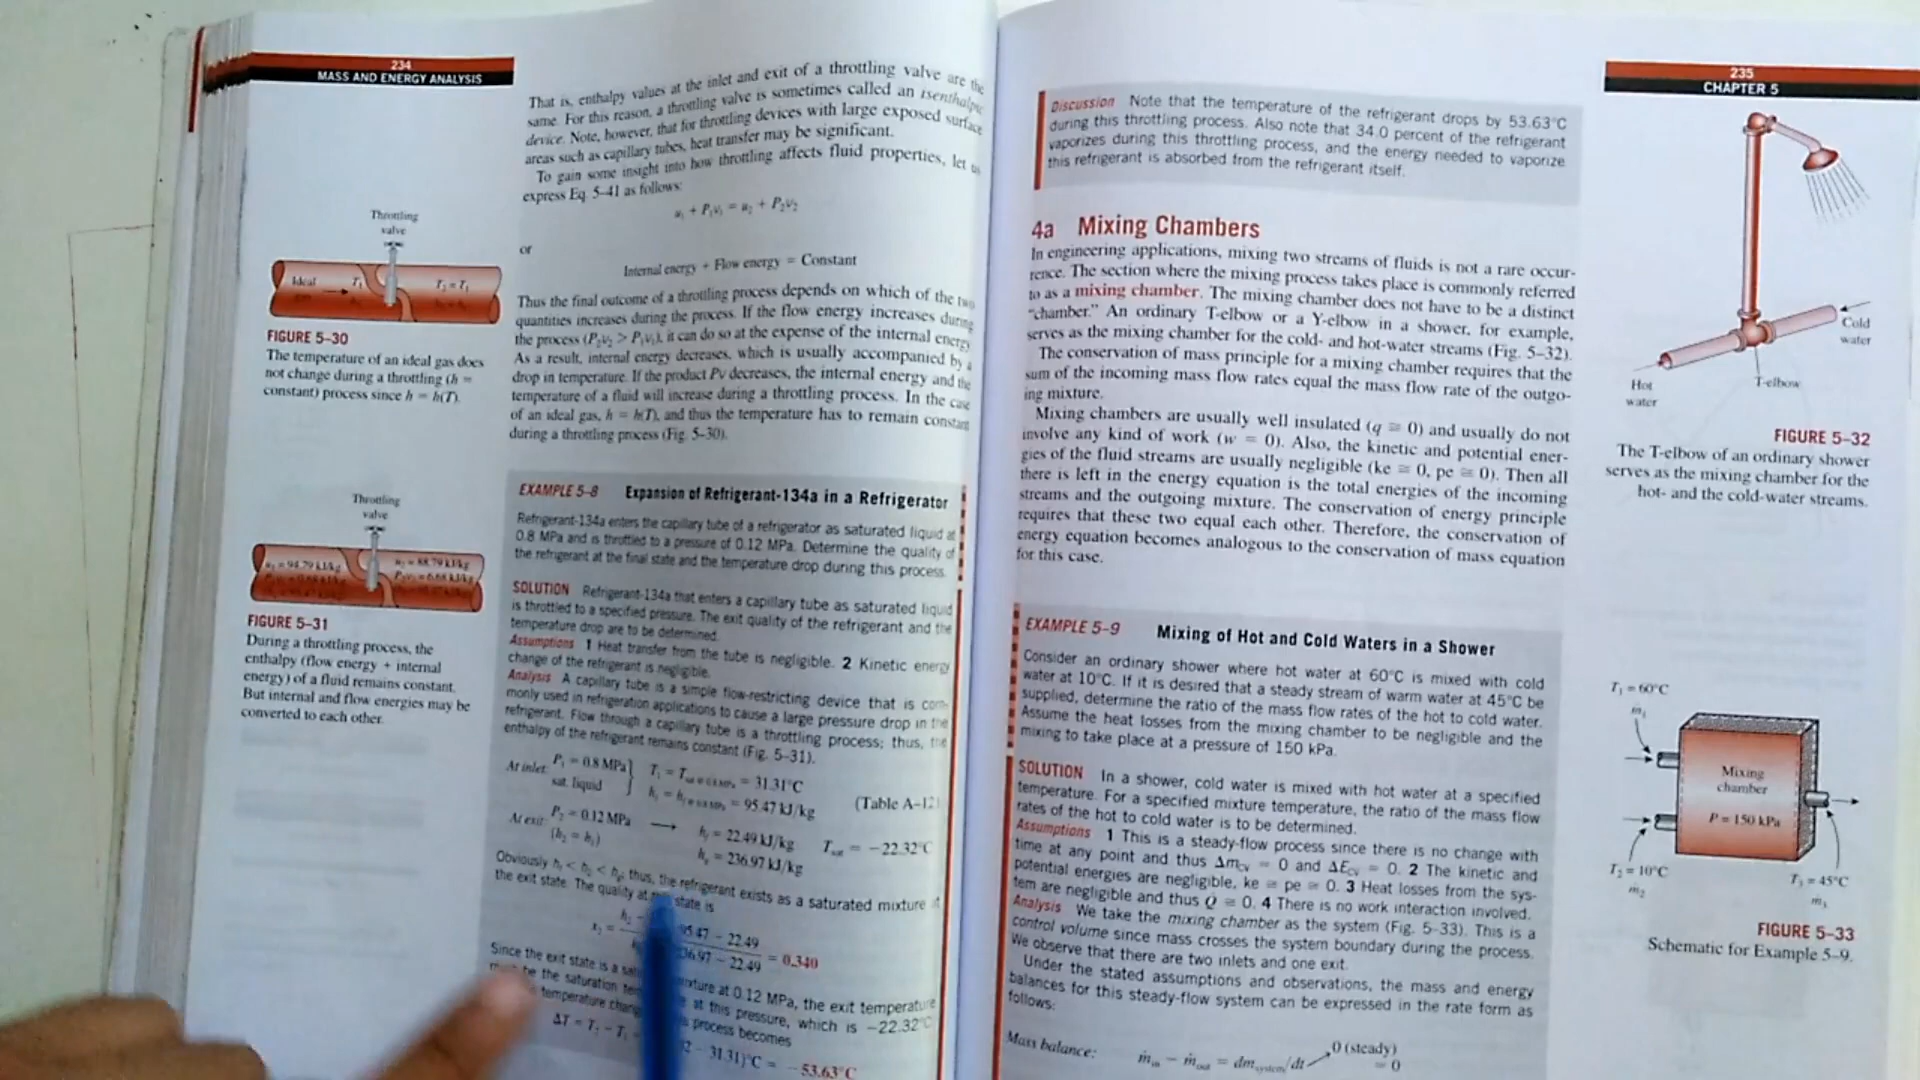 234
MASS AND ENERGY ANALYSIS
That is, enthalpy values at the inlet and exit of a throttling valve are the
same. For this reason, a throttling valve is sometimes called an isenthalpic
device. Note, however, that for throttling devices with large exposed surface
areas such as capillary tubes, heat transfer may be significant.
To gain some insight into how throttling affects fluid properties, let us
express Eq. 5–41 as follows:
u₁ + P₁v₁ = u₂ + P₂v₂
or
Internal energy + Flow energy = Constant
Thus the final outcome of a throttling process depends on which of the two
quantities increases during the process. If the flow energy increases during
the process (P₂v₂ > P₁v₁), it can do so at the expense of the internal energy.
As a result, internal energy decreases, which is usually accompanied by a
drop in temperature. If the product Pv decreases, the internal energy and the
temperature of a fluid will increase during a throttling process. In the case
of an ideal gas, h = h(T), and thus the temperature has to remain constant
during a throttling process (Fig. 5–30).
Throttling
valve
Ideal
T₁
T₂ = T₁
FIGURE 5–30
The temperature of an ideal gas does
not change during a throttling (h =
constant) process since h = h(T).
Throttling
valve
u₁ = 94.79 kJ/kg
u₂ = 88.79 kJ/kg
P₂v₂ = 6.68 kJ/kg
FIGURE 5–31
During a throttling process, the
enthalpy (flow energy + internal
energy) of a fluid remains constant.
But internal and flow energies may be
converted to each other.
EXAMPLE 5–8 Expansion of Refrigerant-134a in a Refrigerator
Refrigerant-134a enters the capillary tube of a refrigerator as saturated liquid at
0.8 MPa and is throttled to a pressure of 0.12 MPa. Determine the quality of
the refrigerant at the final state and the temperature drop during this process.
SOLUTION Refrigerant-134a that enters a capillary tube as saturated liquid
is throttled to a specified pressure. The exit quality of the refrigerant and the
temperature drop are to be determined.
Assumptions 1 Heat transfer from the tube is negligible. 2 Kinetic energy
change of the refrigerant is negligible.
Analysis A capillary tube is a simple flow-restricting device that is com-
monly used in refrigeration applications to cause a large pressure drop in the
refrigerant. Flow through a capillary tube is a throttling process; thus, the
enthalpy of the refrigerant remains constant (Fig. 5–31).
At inlet: P₁ = 0.8 MPa } T₁ = Tsat @ 0.8 MPa = 31.31°C
sat. liquid h₁ = hf @ 0.8 MPa = 95.47 kJ/kg (Table A–12)
At exit: P₂ = 0.12 MPa → hf = 22.49 kJ/kg Tsat = −22.32°C
(h₂ = h₁) hg = 236.97 kJ/kg
Obviously hf < h₂ < hg; thus, the refrigerant exists as a saturated mixture at
the exit state. The quality at this state is
x₂ = h₂ − 95.47 − 22.49
36.97 − 22.49 = 0.340
Since the exit state is a mixture at 0.12 MPa, the exit temperature
be the saturation at this pressure, which is −22.32°C
temperature change process becomes
ΔT = T₂ − T₁ − 31.31)°C = −53.63°C
235
CHAPTER 5
Discussion Note that the temperature of the refrigerant drops by 53.63°C
during this throttling process. Also note that 34.0 percent of the refrigerant
vaporizes during this throttling process, and the energy needed to vaporize
this refrigerant is absorbed from the refrigerant itself.
4a Mixing Chambers
In engineering applications, mixing two streams of fluids is not a rare occur-
rence. The section where the mixing process takes place is commonly referred
to as a mixing chamber. The mixing chamber does not have to be a distinct
“chamber.” An ordinary T-elbow or a Y-elbow in a shower, for example,
serves as the mixing chamber for the cold- and hot-water streams (Fig. 5–32).
The conservation of mass principle for a mixing chamber requires that the
sum of the incoming mass flow rates equal the mass flow rate of the outgo-
ing mixture.
Mixing chambers are usually well insulated (q ≅ 0) and usually do not
involve any kind of work (w = 0). Also, the kinetic and potential ener-
gies of the fluid streams are usually negligible (ke ≅ 0, pe ≅ 0). Then all
there is left in the energy equation is the total energies of the incoming
streams and the outgoing mixture. The conservation of energy principle
requires that these two equal each other. Therefore, the conservation of
energy equation becomes analogous to the conservation of mass equation
for this case.
Cold
water
Hot
water
T-elbow
FIGURE 5–32
The T-elbow of an ordinary shower
serves as the mixing chamber for the
hot- and the cold-water streams.
EXAMPLE 5–9 Mixing of Hot and Cold Waters in a Shower
Consider an ordinary shower where hot water at 60°C is mixed with cold
water at 10°C. If it is desired that a steady stream of warm water at 45°C be
supplied, determine the ratio of the mass flow rates of the hot to cold water.
Assume the heat losses from the mixing chamber to be negligible and the
mixing to take place at a pressure of 150 kPa.
SOLUTION In a shower, cold water is mixed with hot water at a specified
temperature. For a specified mixture temperature, the ratio of the mass flow
rates of the hot to cold water is to be determined.
Assumptions 1 This is a steady-flow process since there is no change with
time at any point and thus ΔmCV = 0 and ΔECV = 0. 2 The kinetic and
potential energies are negligible, ke ≅ pe ≅ 0. 3 Heat losses from the sys-
tem are negligible and thus Q̇ ≅ 0. 4 There is no work interaction involved.
Analysis We take the mixing chamber as the system (Fig. 5–33). This is a
control volume since mass crosses the system boundary during the process.
We observe that there are two inlets and one exit.
Under the stated assumptions and observations, the mass and energy
balances for this steady-flow system can be expressed in the rate form as
follows:
Mass balance: ṁin − ṁout = dmsystem/dt 0 (steady) = 0
T₁ = 60°C
ṁ₁
Mixing
chamber
P = 150 kPa
T₂ = 10°C
ṁ₂
T₃ = 45°C
ṁ₃
FIGURE 5–33
Schematic for Example 5–9.